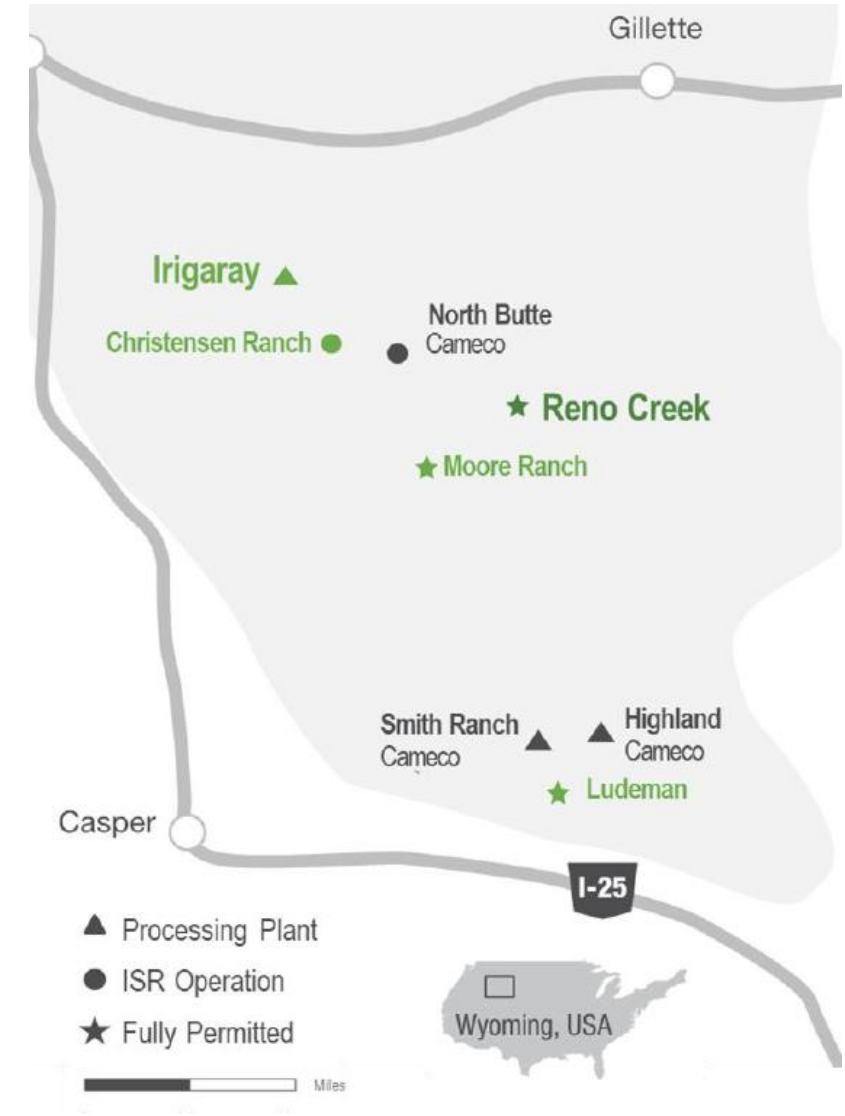 Gillette
Irigaray
Christensen Ranch
North Butte
Cameco
Reno Creek
Moore Ranch
Smith Ranch
Cameco
Highland
Cameco
Ludeman
Casper
I-25
Processing Plant
ISR Operation
Fully Permitted
Wyoming, USA
Miles